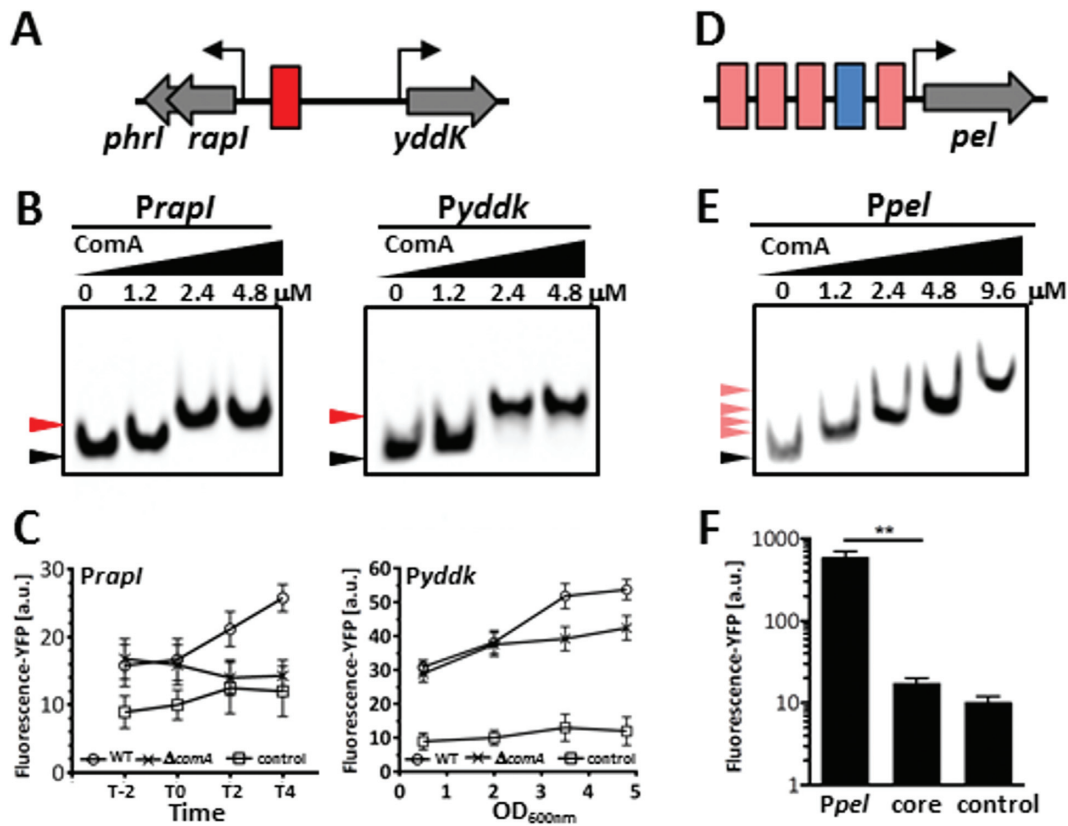 A
phrI rapI yddK
B
PrapI
ComA
0 1.2 2.4 4.8 µM
Pyddk
ComA
0 1.2 2.4 4.8 µM
C
Fluorescence-YFP [a.u.]
30
20
10
0
PrapI
WT ΔcomA control
T-2 T0 T2 T4
Time
Fluorescence-YFP [a.u.]
60
50
40
30
20
10
0
Pyddk
WT ΔcomA control
0 1 2 3 4 5
OD600nm
D
pel
E
Ppel
ComA
0 1.2 2.4 4.8 9.6 µM
F
Fluorescence-YFP [a.u.]
1000
100
10
1
**
Ppel core control